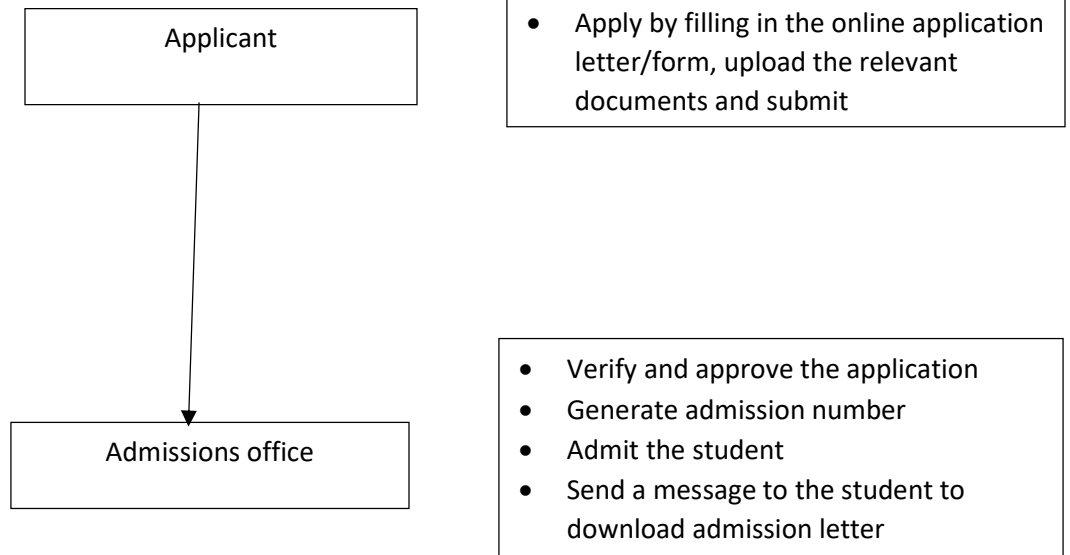 Applicant
• Apply by filling in the online application
letter/form, upload the relevant
documents and submit
• Verify and approve the application
• Generate admission number
• Admit the student
• Send a message to the student to
download admission letter
Admissions office